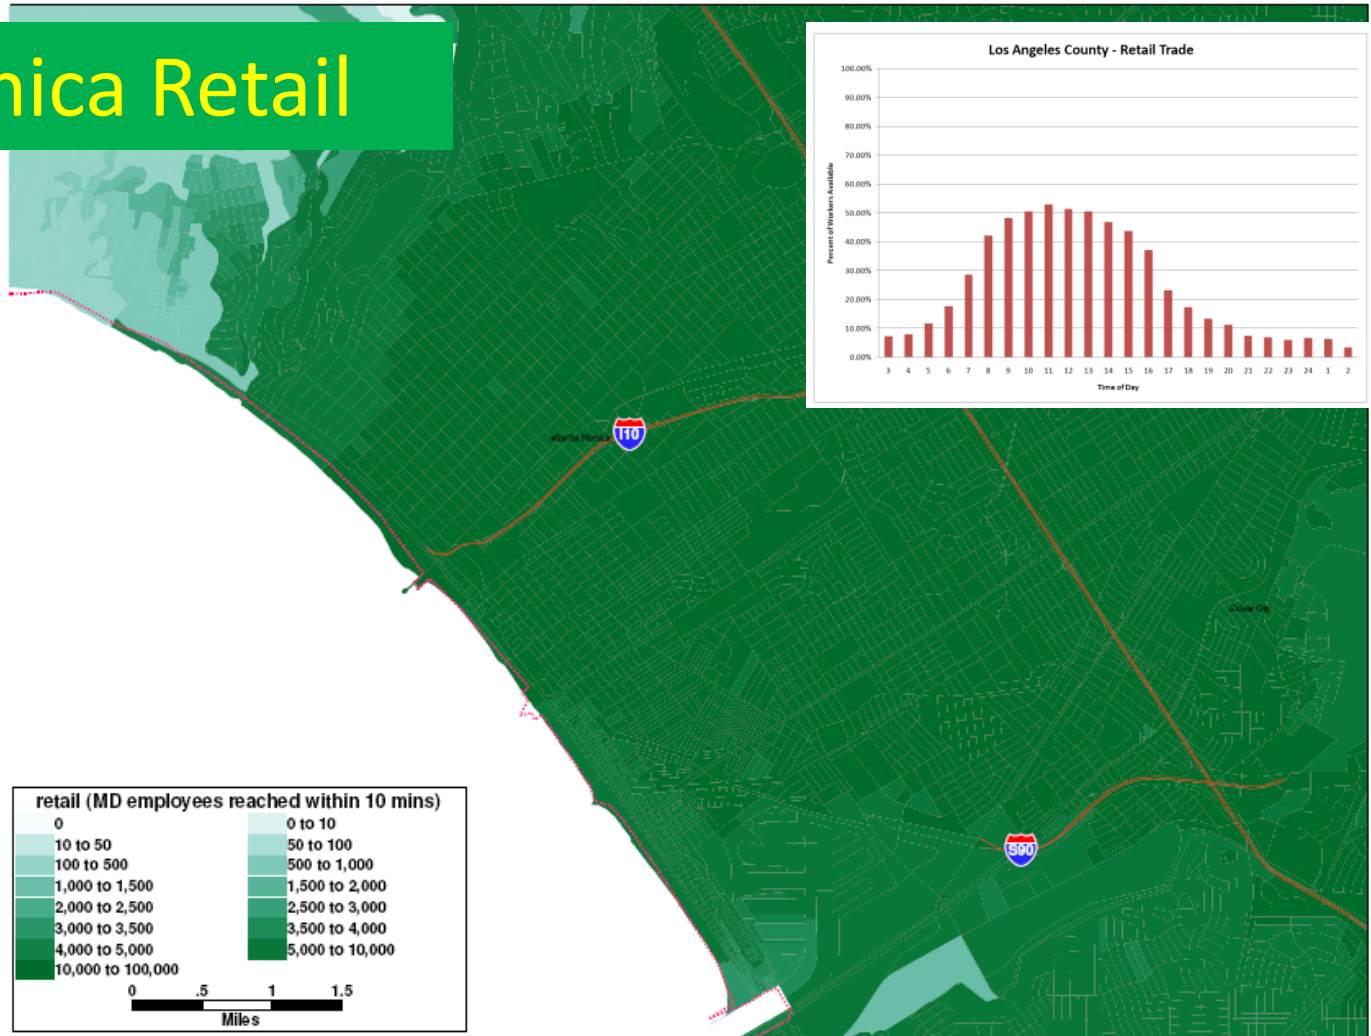 nica Retail
Los Angeles County - Retail Trade
100.00%
90.00%
80.00%
70.00%
60.00%
50.00%
40.00%
30.00%
20.00%
10.00%
0.00%
Percent of Workers Available
3 4 5 6 7 8 9 10 11 12 13 14 15 16 17 18 19 20 21 22 23 24 1 2
Time of Day
Santa Monica
I10
Culver City
S90
retail (MD employees reached within 10 mins)
0 0 to 10
10 to 50 50 to 100
100 to 500 500 to 1,000
1,000 to 1,500 1,500 to 2,000
2,000 to 2,500 2,500 to 3,000
3,000 to 3,500 3,500 to 4,000
4,000 to 5,000 5,000 to 10,000
10,000 to 100,000
0 .5 1 1.5
Miles